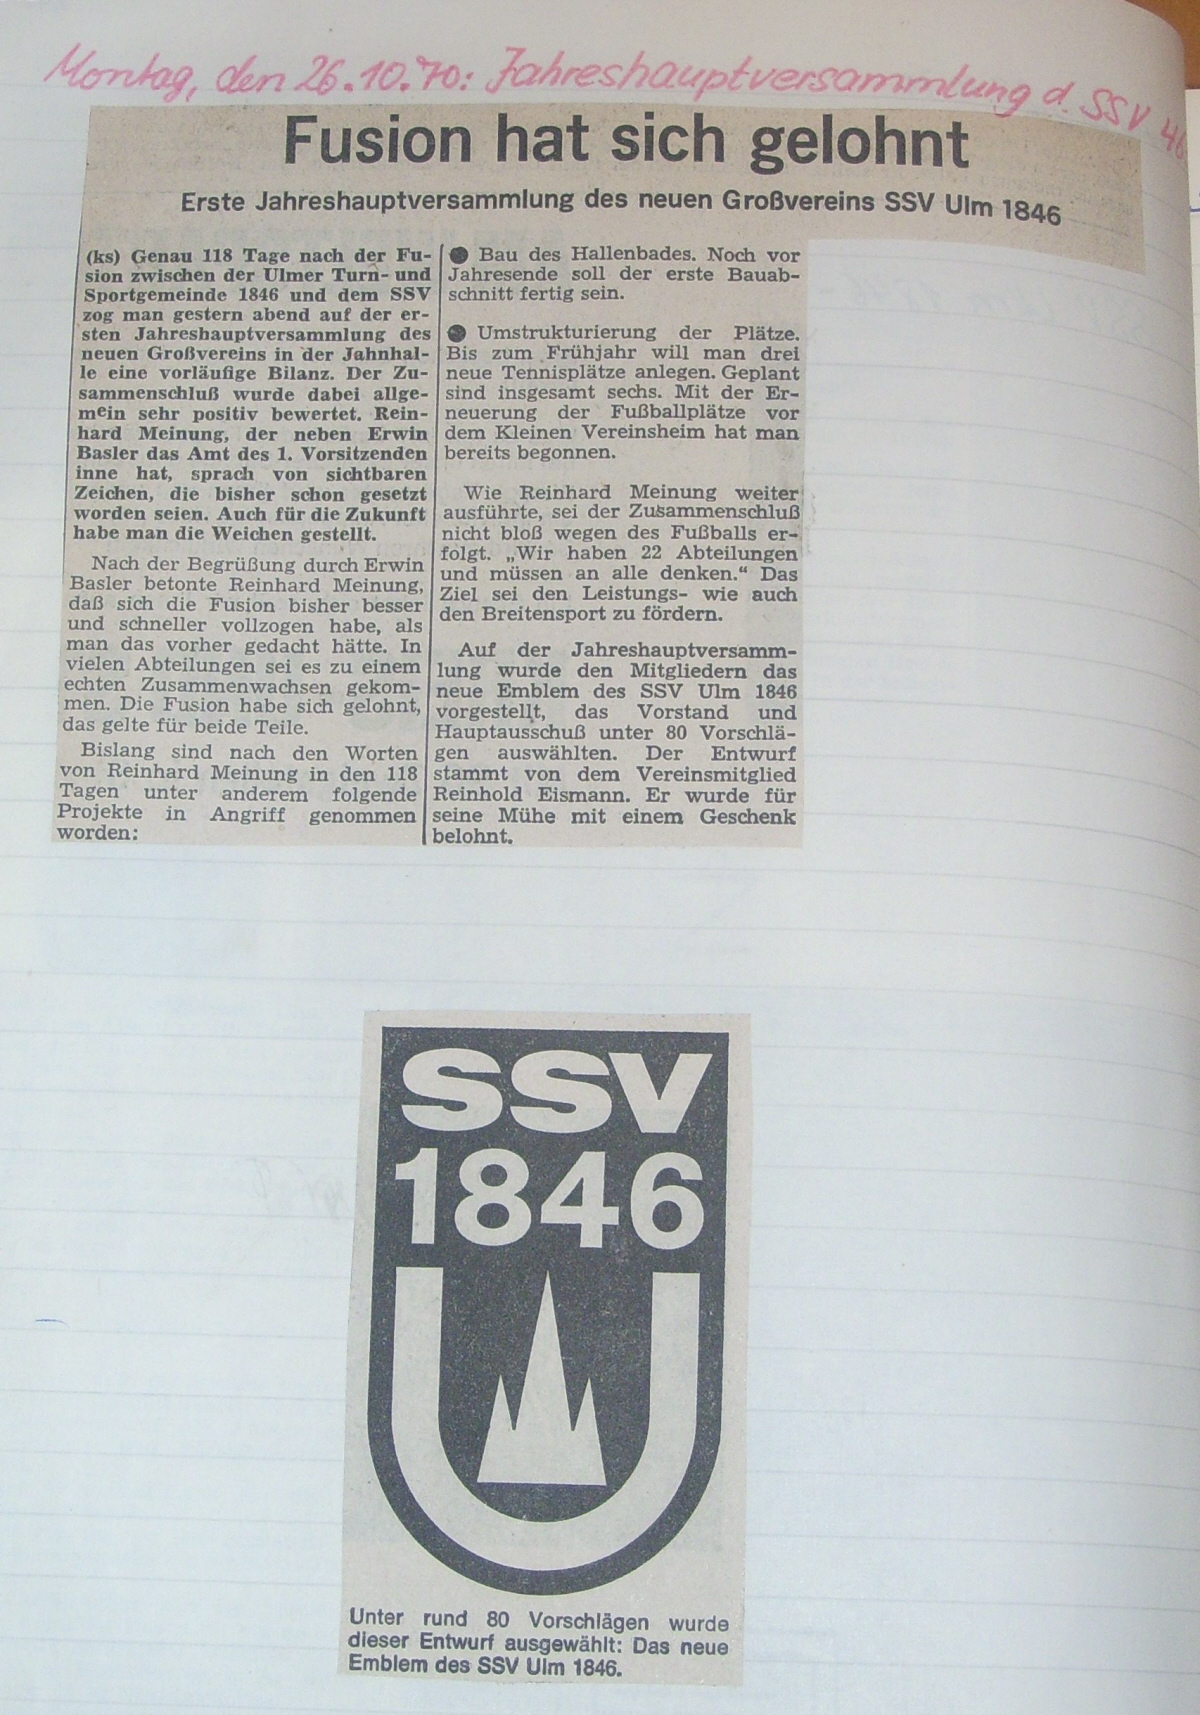 Montag, den 26.10.70: Jahreshauptversammlung d. SSV 46
Fusion hat sich gelohnt
Erste Jahreshauptversammlung des neuen Großvereins SSV Ulm 1846
(ks) Genau 118 Tage nach der Fu-
sion zwischen der Ulmer Turn- und
Sportgemeinde 1846 und dem SSV
zog man gestern abend auf der er-
sten Jahreshauptversammlung des
neuen Großvereins in der Jahnhal-
le eine vorläufige Bilanz. Der Zu-
sammenschluß wurde dabei allge-
mein sehr positiv bewertet. Rein-
hard Meinung, der neben Erwin
Basler das Amt des 1. Vorsitzenden
inne hat, sprach von sichtbaren
Zeichen, die bisher schon gesetzt
worden seien. Auch für die Zukunft
habe man die Weichen gestellt.
Nach der Begrüßung durch Erwin
Basler betonte Reinhard Meinung,
daß sich die Fusion bisher besser
und schneller vollzogen habe, als
man das vorher gedacht hätte. In
vielen Abteilungen sei es zu einem
echten Zusammenwachsen gekom-
men. Die Fusion habe sich gelohnt,
das gelte für beide Teile.
Bislang sind nach den Worten
von Reinhard Meinung in den 118
Tagen unter anderem folgende
Projekte in Angriff genommen
worden:
● Bau des Hallenbades. Noch vor
Jahresende soll der erste Bauab-
schnitt fertig sein.
● Umstrukturierung der Plätze.
Bis zum Frühjahr will man drei
neue Tennisplätze anlegen. Geplant
sind insgesamt sechs. Mit der Er-
neuerung der Fußballplätze vor
dem Kleinen Vereinsheim hat man
bereits begonnen.
Wie Reinhard Meinung weiter
ausführte, sei der Zusammenschluß
nicht bloß wegen des Fußballs er-
folgt. „Wir haben 22 Abteilungen
und müssen an alle denken.“ Das
Ziel sei den Leistungs- wie auch
den Breitensport zu fördern.
Auf der Jahreshauptversamm-
lung wurde den Mitgliedern das
neue Emblem des SSV Ulm 1846
vorgestellt, das Vorstand und
Hauptausschuß unter 80 Vorschlä-
gen auswählten. Der Entwurf
stammt von dem Vereinsmitglied
Reinhold Eismann. Er wurde für
seine Mühe mit einem Geschenk
belohnt.
SSV
1846
U
Unter rund 80 Vorschlägen wurde
dieser Entwurf ausgewählt: Das neue
Emblem des SSV Ulm 1846.